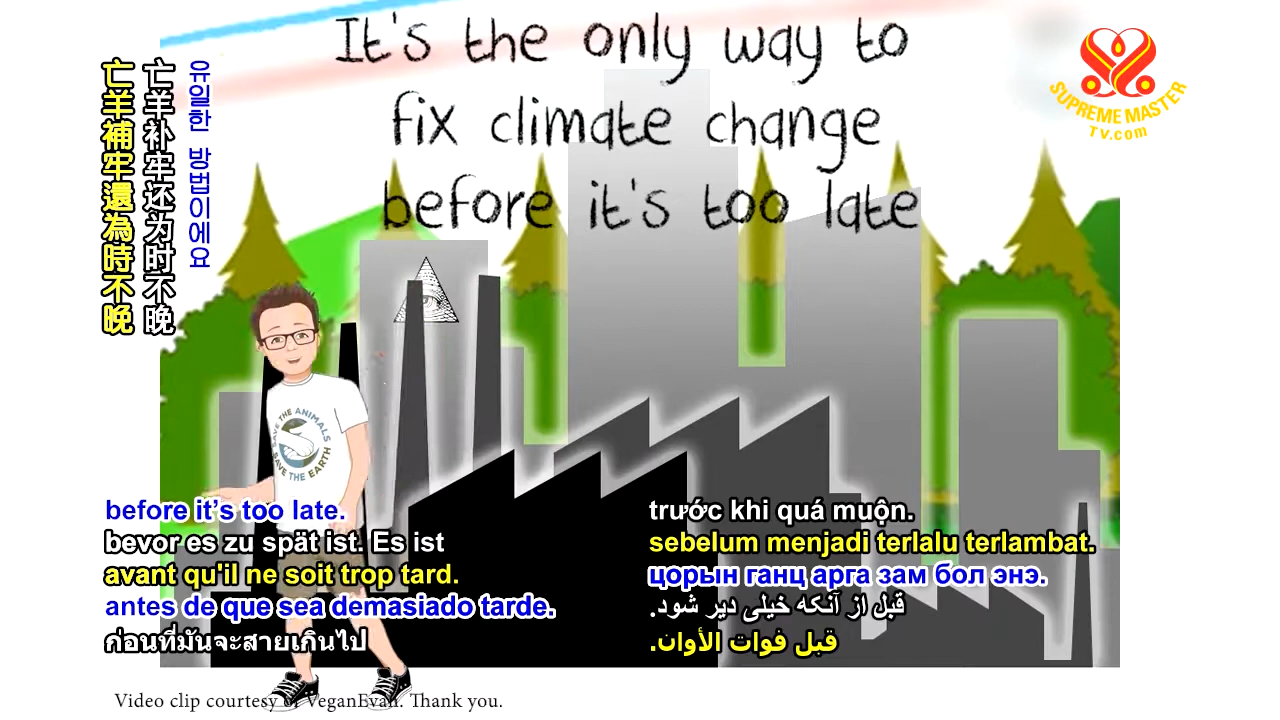 It's the only way to
fix climate change
before it's too late
SUPREME MASTER
TV.com
유일한 방법이에요
亡羊补牢还为时不晚
亡羊補牢還為時不晚
SAVE THE ANIMALS
SAVE THE EARTH
before it’s too late.
bevor es zu spät ist. Es ist
avant qu'il ne soit trop tard.
antes de que sea demasiado tarde.
ก่อนที่มันจะสายเกินไป
trước khi quá muộn.
sebelum menjadi terlalu terlambat.
цорын ганц арга зам бол энэ.
قبل از آنکه خیلی دیر شود.
قبل فوات الأوان.
Video clip courtesy of VeganEvan. Thank you.